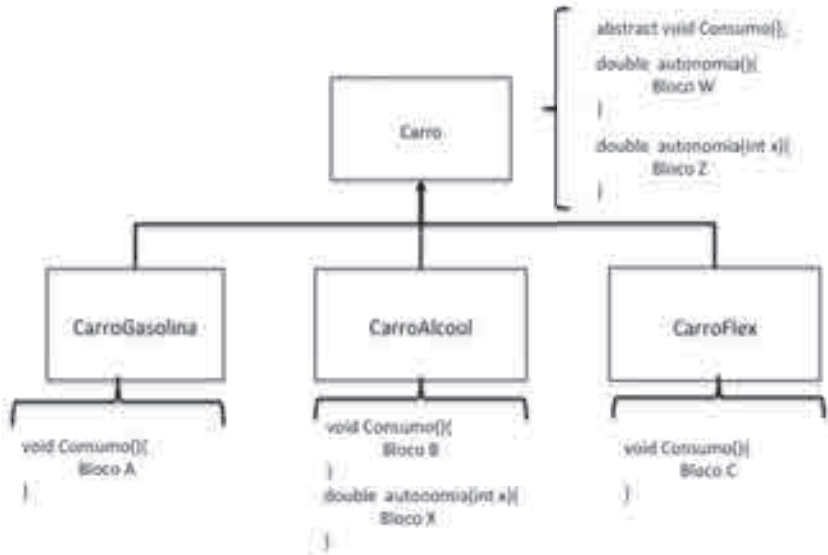 abstract void Consumo();
double autonomia(){
Bloco W
}
double autonomia(int x){
Bloco Z
}
Carro
CarroGasolina
CarroAlcool
CarroFlex
void Consumo(){
Bloco A
}
void Consumo(){
Bloco B
}
double autonomia(int x){
Bloco X
}
void Consumo(){
Bloco C
}